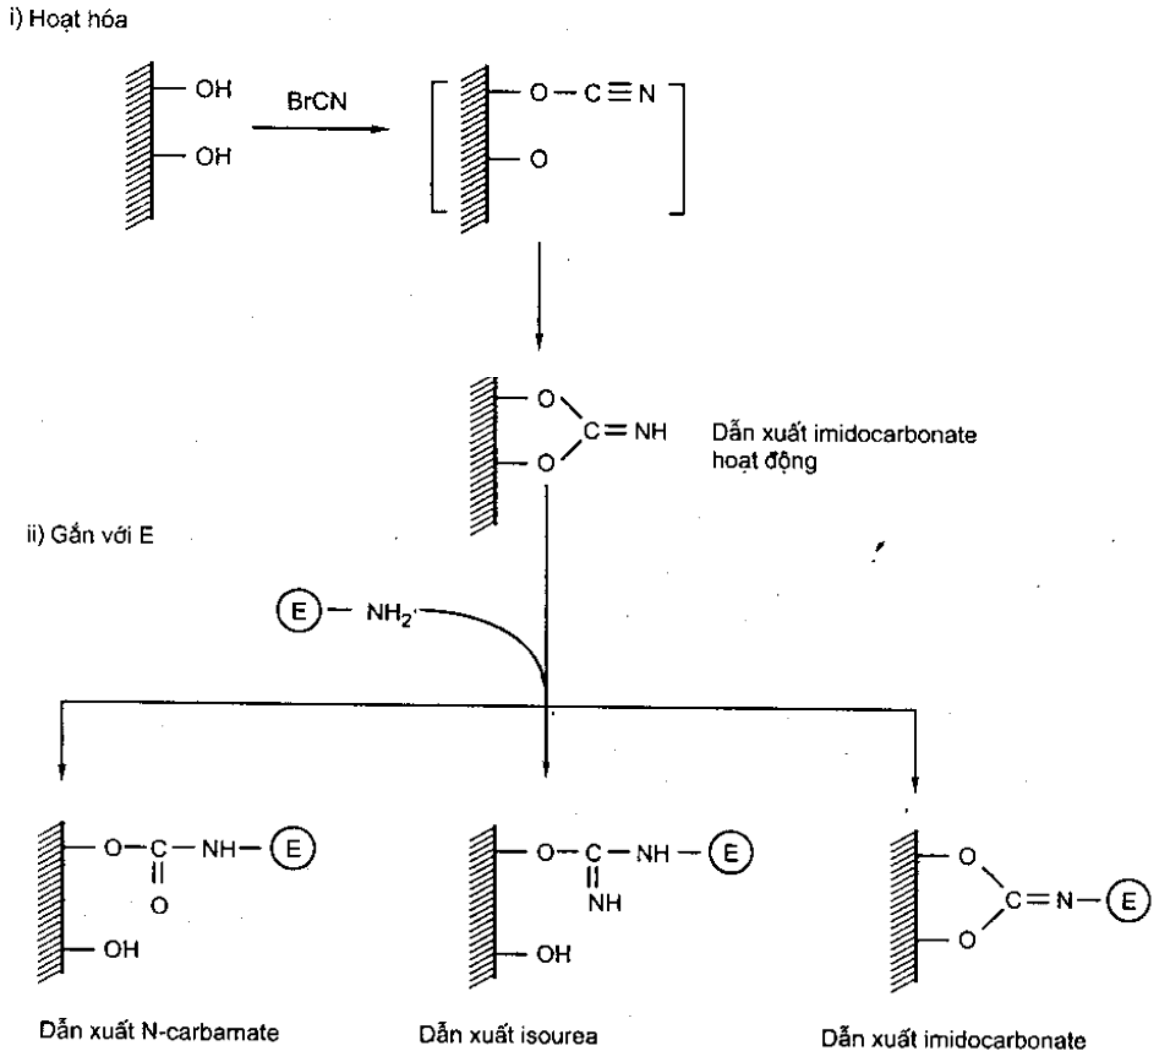 i) Hoạt hóa
OH
OH
BrCN
O – C ≡ N
O
O
O
C = NH
Dẫn xuất imidocarbonate
hoạt động
ii) Gắn với E
E – NH₂
O – C – NH – E
O
OH
O – C – NH – E
NH
OH
O
O
C = N – E
Dẫn xuất N-carbamate
Dẫn xuất isourea
Dẫn xuất imidocarbonate